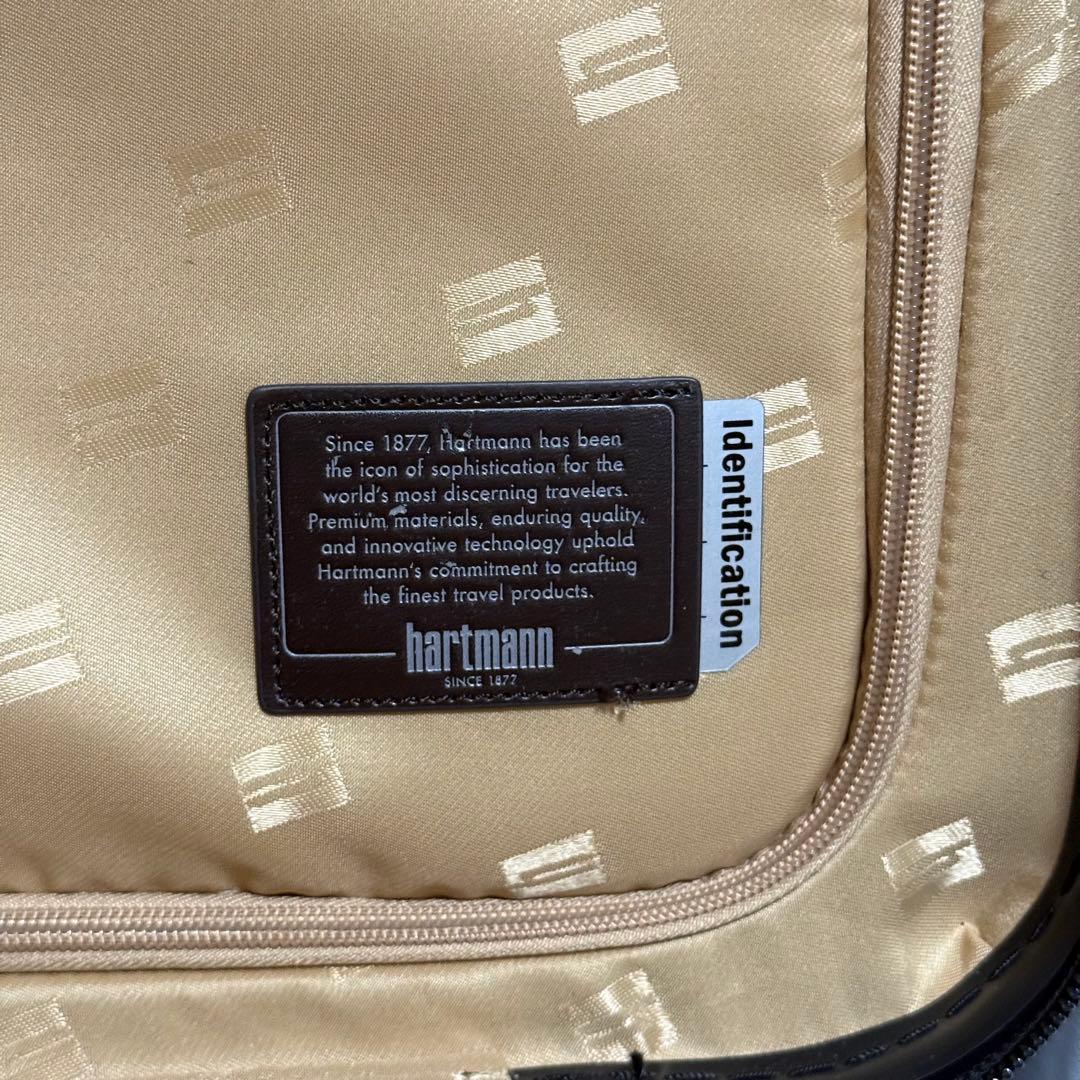 Since 1877, Hartmann has been
the icon of sophistication for the
world's most discerning travelers.
Premium materials, enduring quality,
and innovative technology uphold
Hartmann's commitment to crafting
the finest travel products.
hartmann
SINCE 1877
Identification